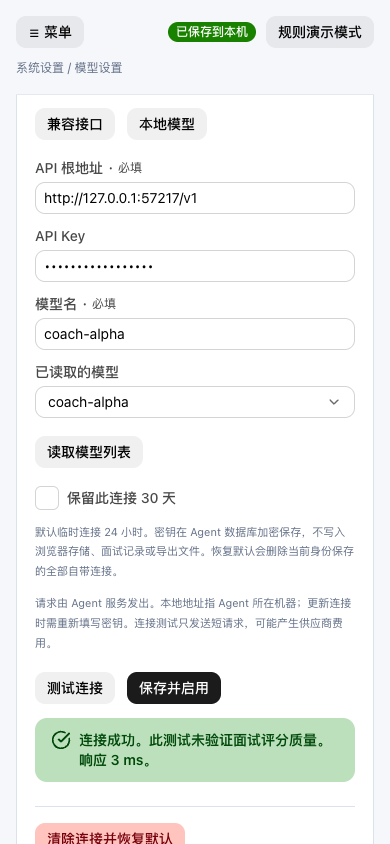 ≡ 菜单
已保存到本机
规则演示模式
系统设置 / 模型设置
兼容接口
本地模型
API 根地址 · 必填
http://127.0.0.1:57217/v1
API Key
•••••••••••••••••
模型名 · 必填
coach-alpha
已读取的模型
coach-alpha
读取模型列表
保留此连接 30 天
默认临时连接 24 小时。密钥在 Agent 数据库加密保存，不写入
浏览器存储、面试记录或导出文件。恢复默认会删除当前身份保存
的全部自带连接。
请求由 Agent 服务发出。本地地址指 Agent 所在机器；更新连接
时需重新填写密钥。连接测试只发送短请求，可能产生供应商费
用。
测试连接
保存并启用
连接成功。此测试未验证面试评分质量。
响应 3 ms。
清除连接并恢复默认